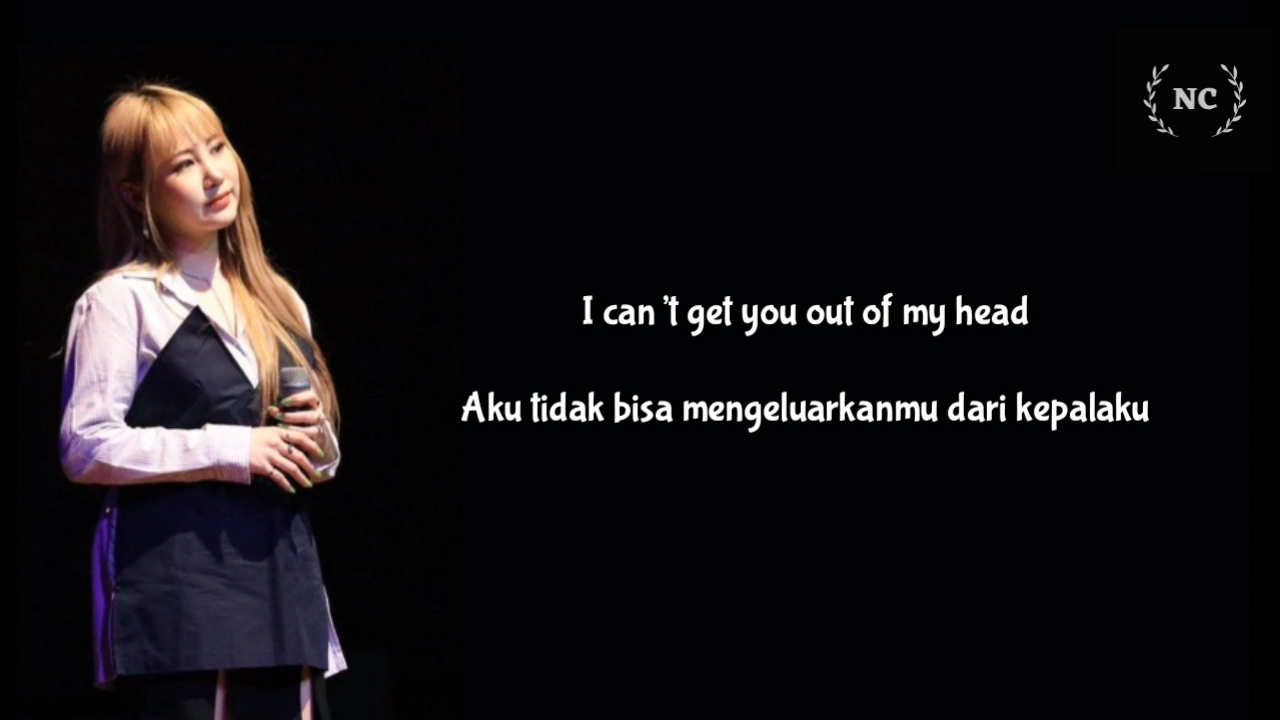 NC
I can't get you out of my head
Aku tidak bisa mengeluarkanmu dari kepalaku